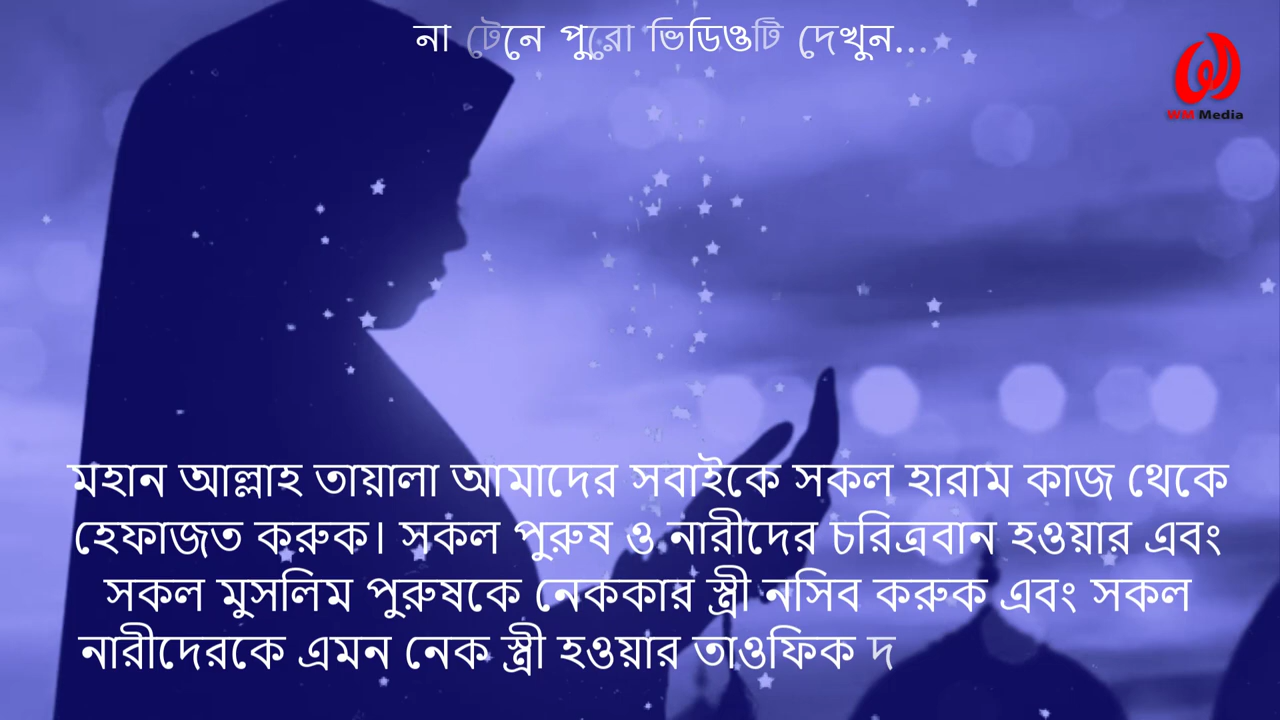 না টেনে পুরো ভিডিওটি দেখুন...
WM Media
মহান আল্লাহ তায়ালা আমাদের সবাইকে সকল হারাম কাজ থেকে
হেফাজত করুক। সকল পুরুষ ও নারীদের চরিত্রবান হওয়ার এবং
সকল মুসলিম পুরুষকে নেককার স্ত্রী নসিব করুক এবং সকল
নারীদেরকে এমন নেক স্ত্রী হওয়ার তাওফিক দ